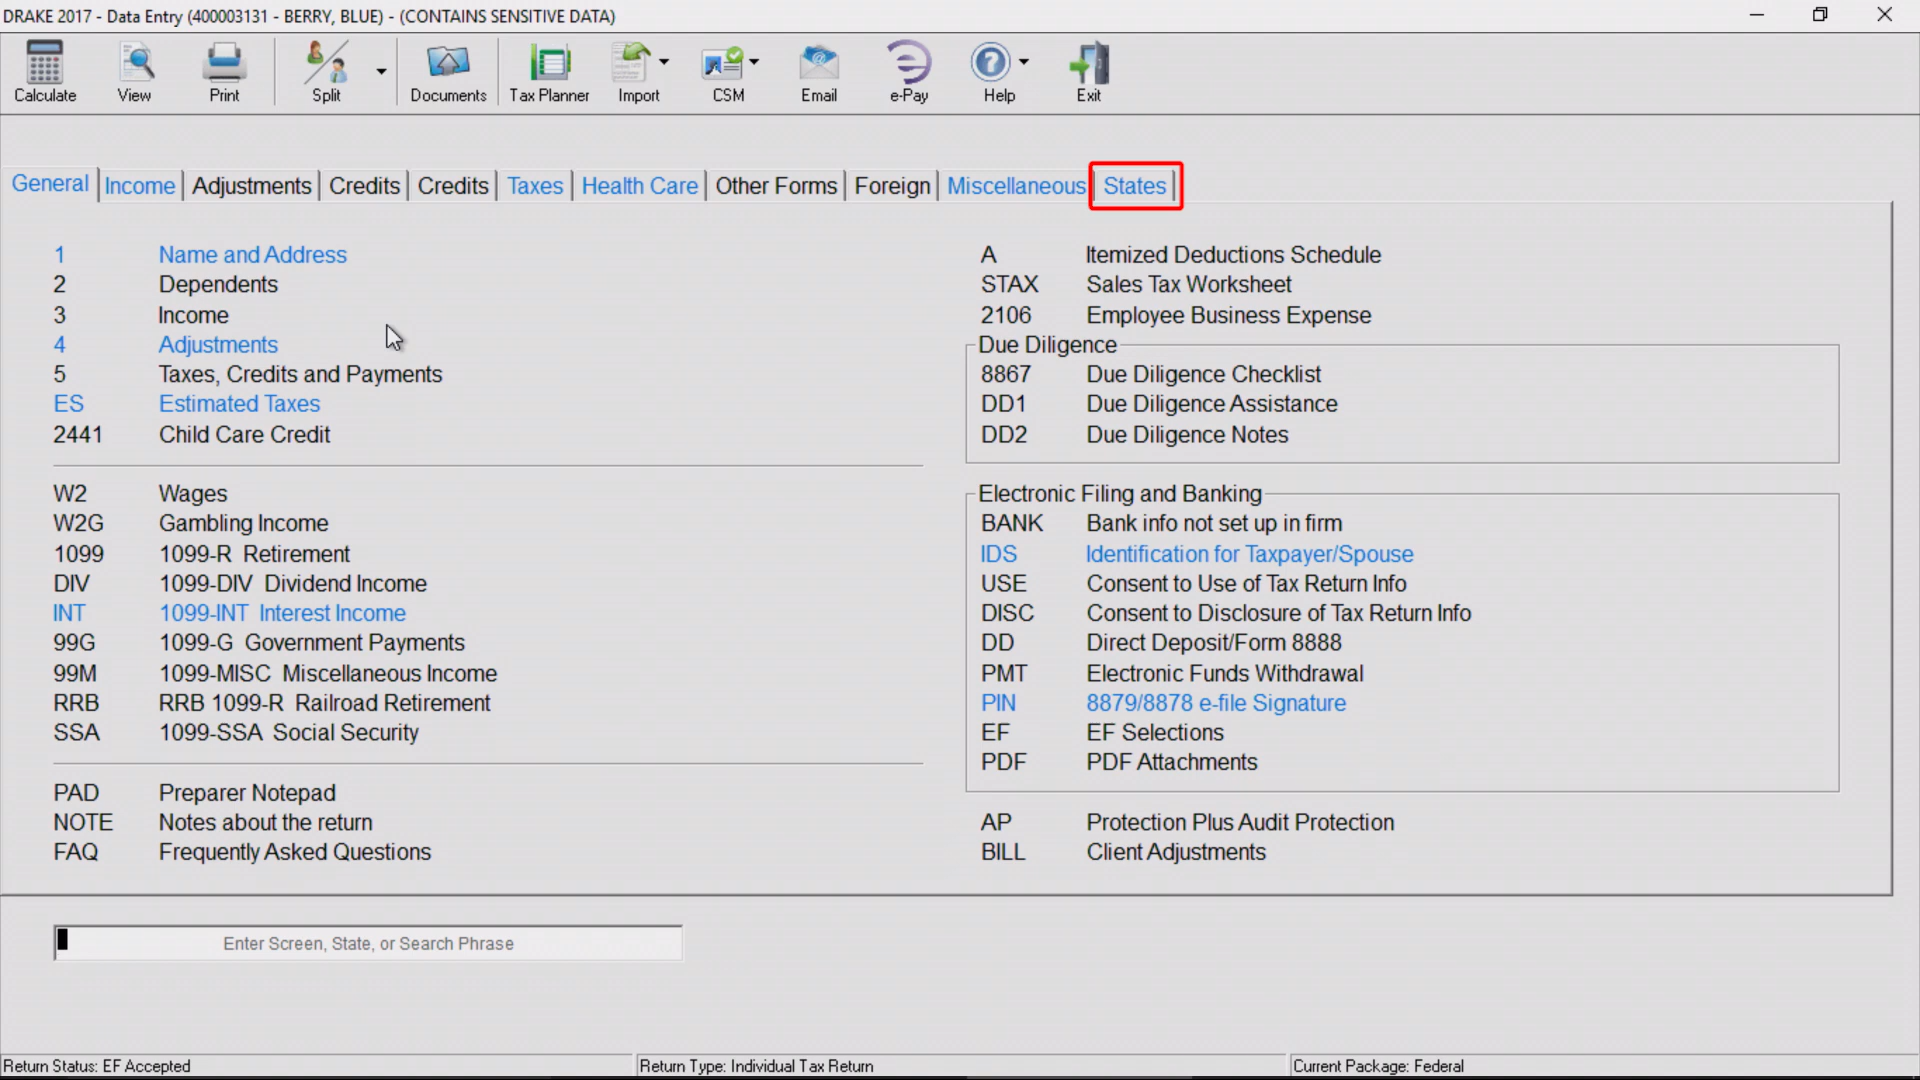 DRAKE 2017 - Data Entry (400003131 - BERRY, BLUE) - (CONTAINS SENSITIVE DATA)
Calculate View Print Split Documents Tax Planner Import CSM Email e-Pay Help Exit
General Income Adjustments Credits Credits Taxes Health Care Other Forms Foreign Miscellaneous States
1 Name and Address
2 Dependents
3 Income
4 Adjustments
5 Taxes, Credits and Payments
ES Estimated Taxes
2441 Child Care Credit
W2 Wages
W2G Gambling Income
1099 1099-R Retirement
DIV 1099-DIV Dividend Income
INT 1099-INT Interest Income
99G 1099-G Government Payments
99M 1099-MISC Miscellaneous Income
RRB RRB 1099-R Railroad Retirement
SSA 1099-SSA Social Security
PAD Preparer Notepad
NOTE Notes about the return
FAQ Frequently Asked Questions
A Itemized Deductions Schedule
STAX Sales Tax Worksheet
2106 Employee Business Expense
Due Diligence
8867 Due Diligence Checklist
DD1 Due Diligence Assistance
DD2 Due Diligence Notes
Electronic Filing and Banking
BANK Bank info not set up in firm
IDS Identification for Taxpayer/Spouse
USE Consent to Use of Tax Return Info
DISC Consent to Disclosure of Tax Return Info
DD Direct Deposit/Form 8888
PMT Electronic Funds Withdrawal
PIN 8879/8878 e-file Signature
EF EF Selections
PDF PDF Attachments
AP Protection Plus Audit Protection
BILL Client Adjustments
Enter Screen, State, or Search Phrase
Return Status: EF Accepted Return Type: Individual Tax Return Current Package: Federal